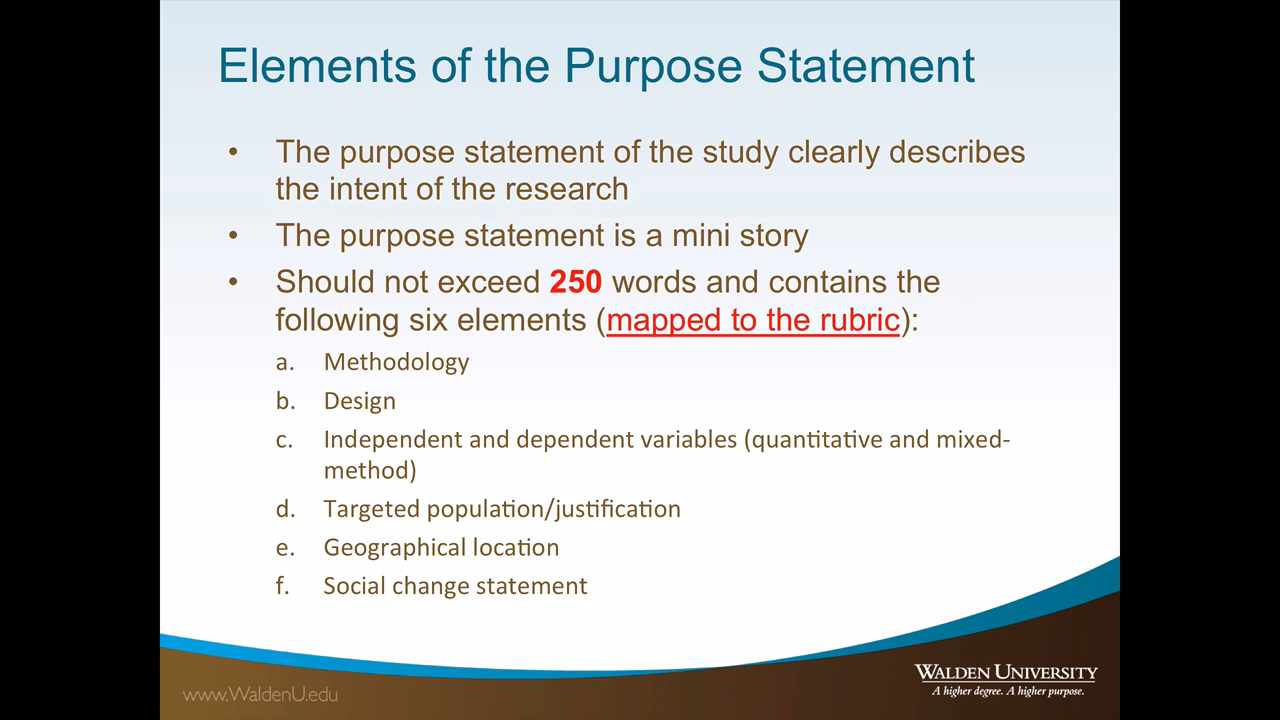 Elements of the Purpose Statement
• The purpose statement of the study clearly describes
the intent of the research
• The purpose statement is a mini story
• Should not exceed 250 words and contains the
following six elements (mapped to the rubric):
a. Methodology
b. Design
c. Independent and dependent variables (quantitative and mixed-
method)
d. Targeted population/justification
e. Geographical location
f. Social change statement
www.WaldenU.edu
WALDEN UNIVERSITY
A higher degree. A higher purpose.